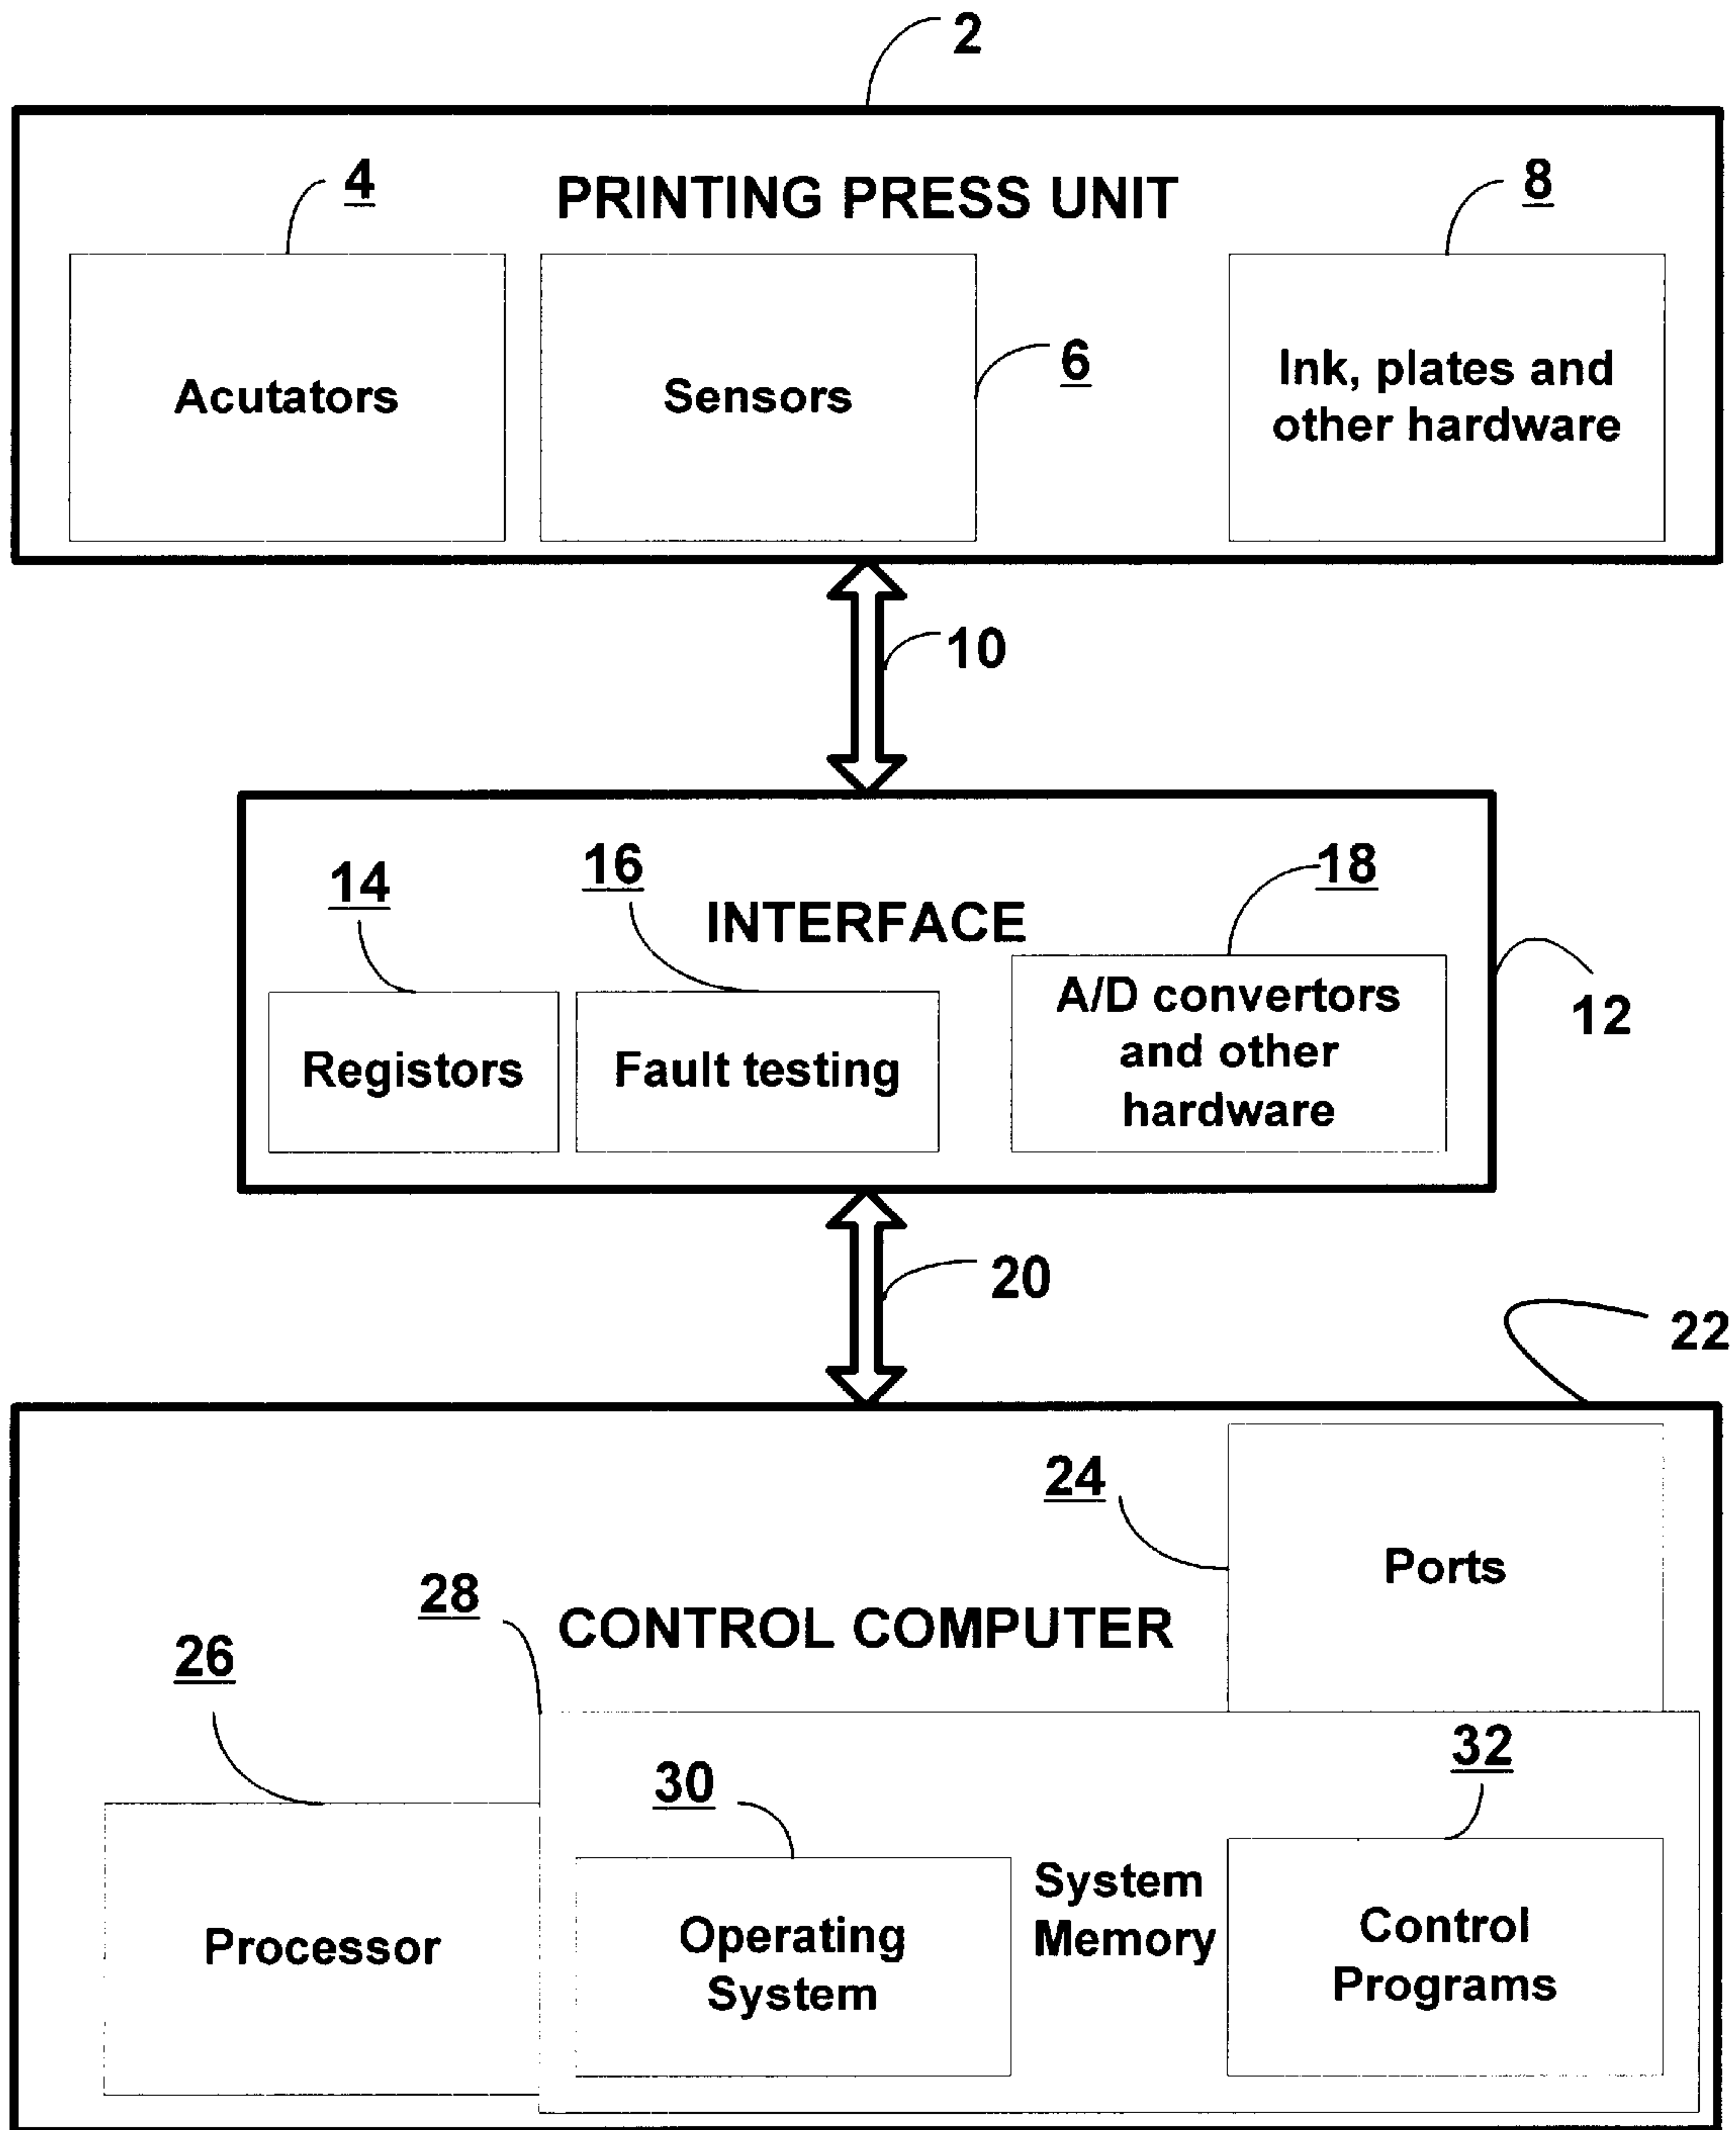 2
4
PRINTING PRESS UNIT
8
Acutators
Sensors
6
Ink, plates and
other hardware
10
14
16
INTERFACE
18
12
Registors
Fault testing
A/D convertors
and other
hardware
20
22
24
Ports
28
CONTROL COMPUTER
26
30
32
Processor
Operating
System
System
Memory
Control
Programs